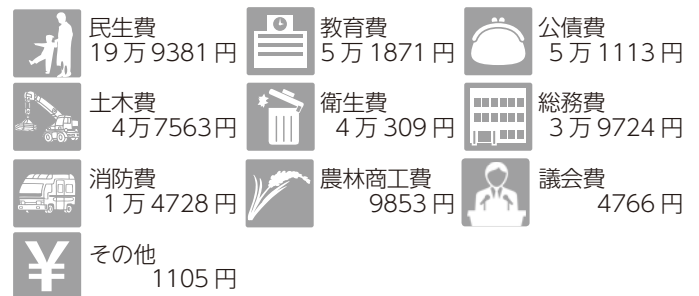 民生費
19万9381円
教育費
5万1871円
公債費
5万1113円
土木費
4万7563円
衛生費
4万309円
総務費
3万9724円
消防費
1万4728円
農林商工費
9853円
議会費
4766円
¥
その他
1105円